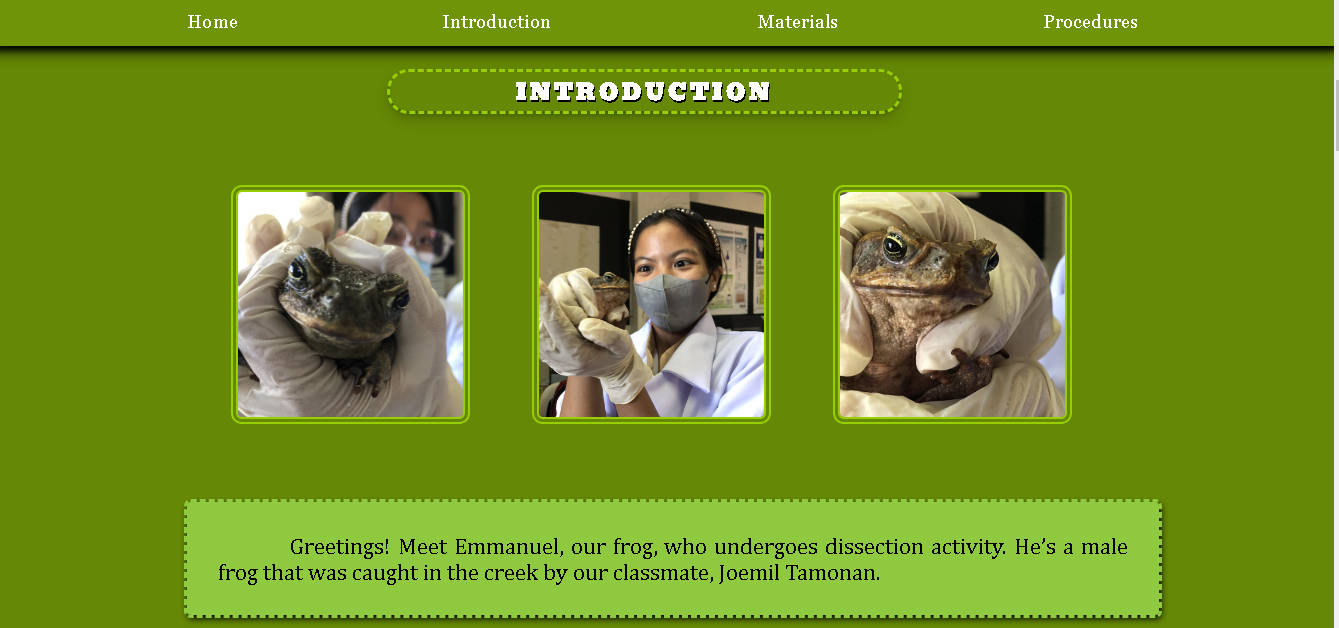 Home Introduction Materials Procedures
INTRODUCTION
Greetings! Meet Emmanuel, our frog, who undergoes dissection activity. He’s a male
frog that was caught in the creek by our classmate, Joemil Tamonan.